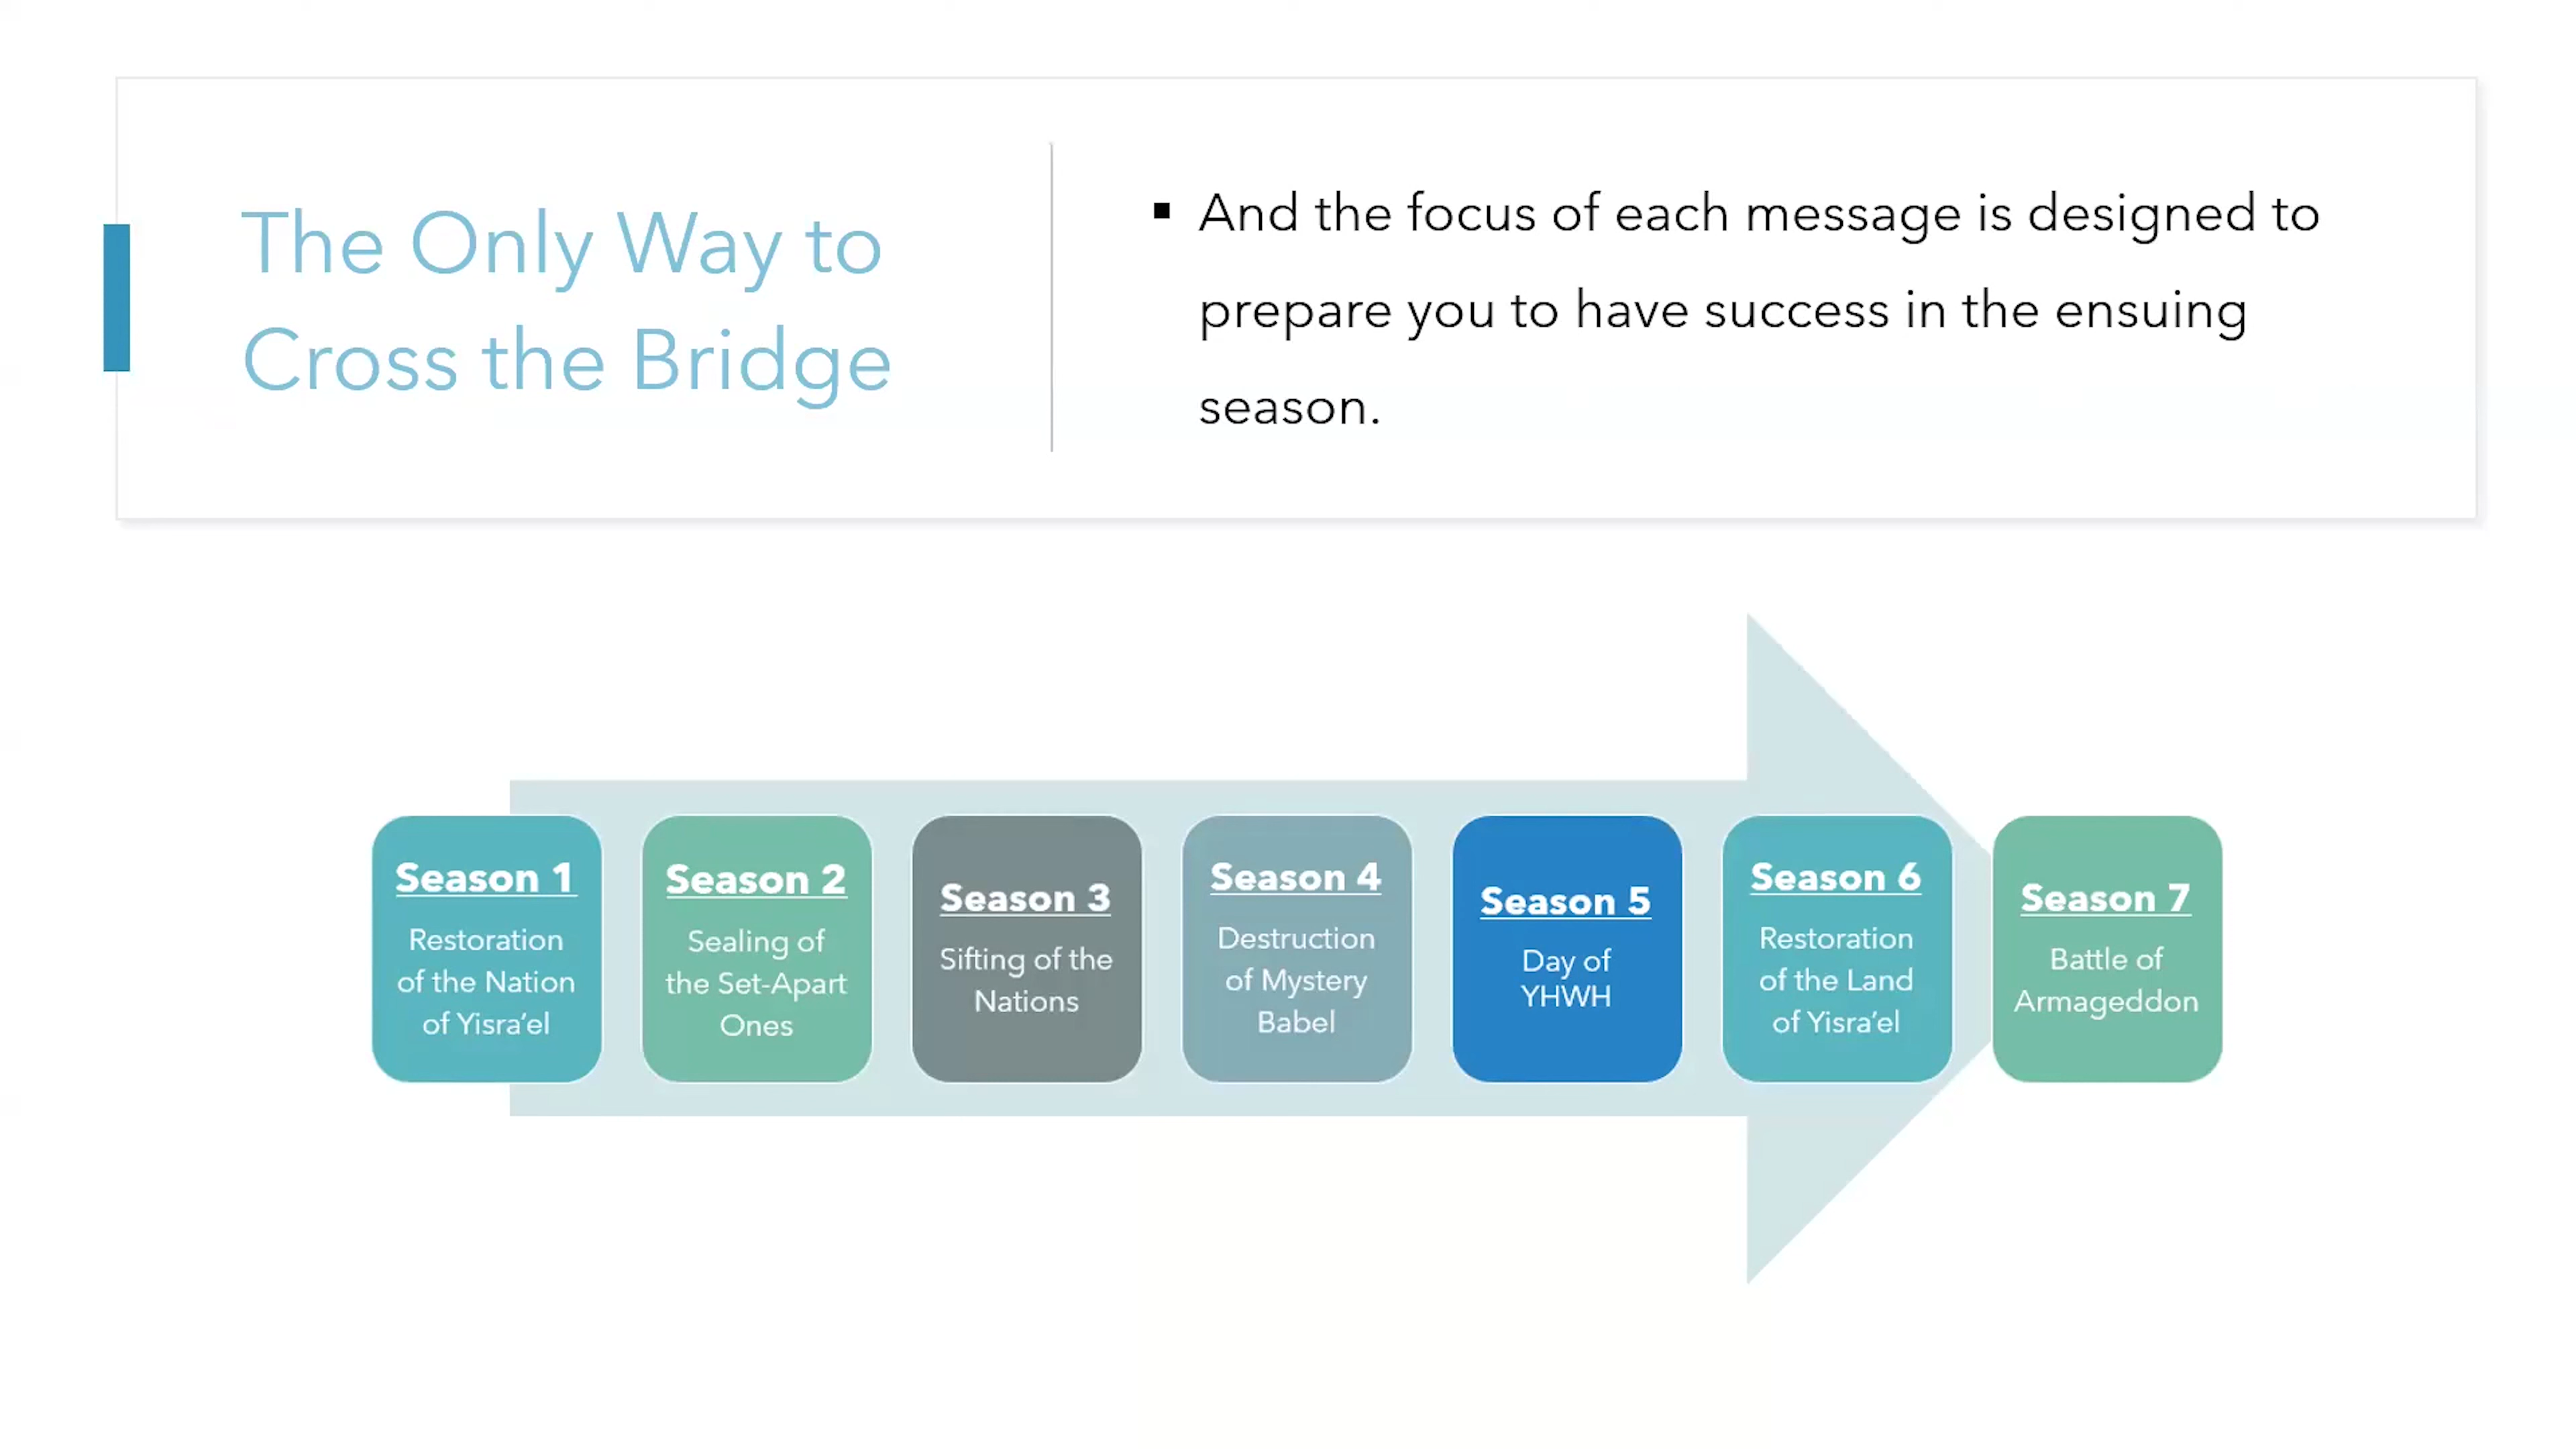 The Only Way to
Cross the Bridge
▪ And the focus of each message is designed to
prepare you to have success in the ensuing
season.
Season 1
Restoration
of the Nation
of Yisra’el
Season 2
Sealing of
the Set-Apart
Ones
Season 3
Sifting of the
Nations
Season 4
Destruction
of Mystery
Babel
Season 5
Day of
YHWH
Season 6
Restoration
of the Land
of Yisra’el
Season 7
Battle of
Armageddon